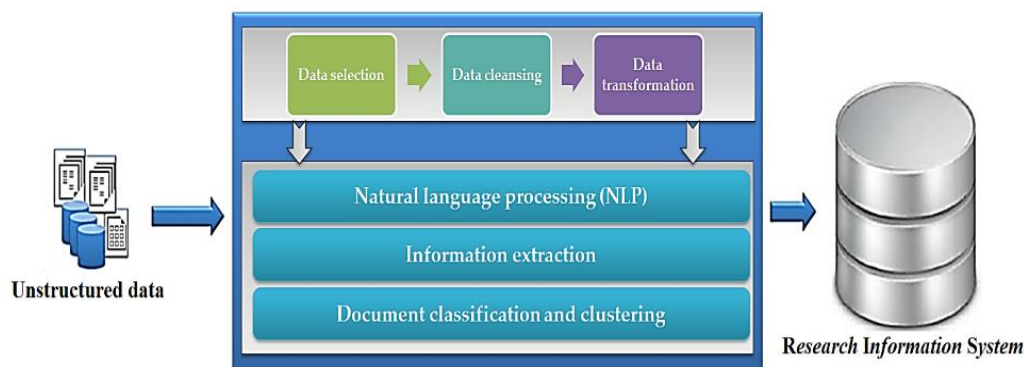 Data selection
Data cleansing
Data
transformation
Natural language processing (NLP)
Information extraction
Document classification and clustering
Unstructured data
Research Information System